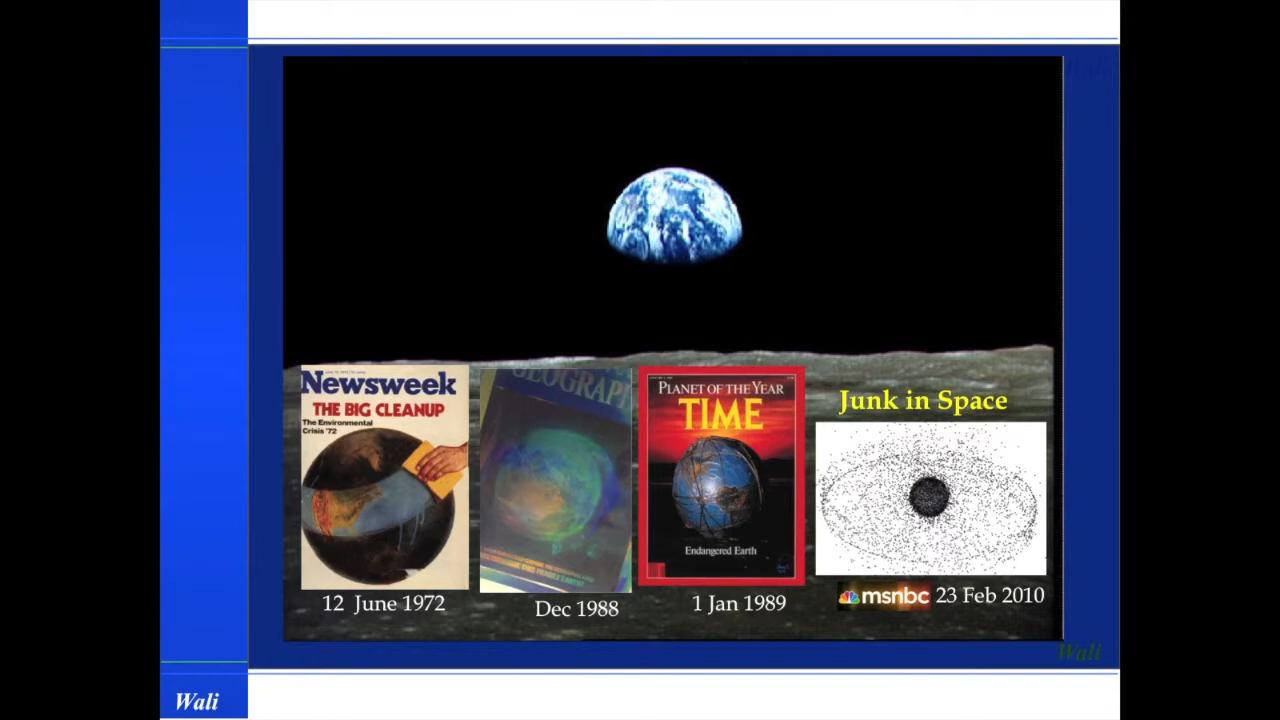 Newsweek
THE BIG CLEANUP
The Environmental
Crisis '72
12 June 1972
GEOGRAPH
Dec 1988
PLANET OF THE YEAR
TIME
Endangered Earth
1 Jan 1989
Junk in Space
msnbc 23 Feb 2010
Wali
Wali